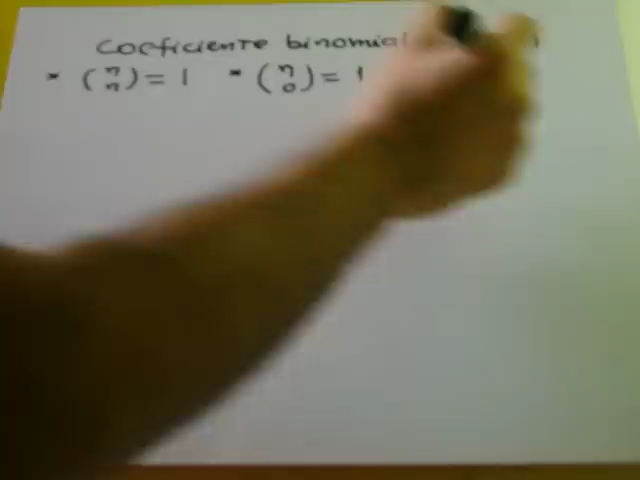 Coeficiente binomial
* (n n) = 1 * (n 0) = 1